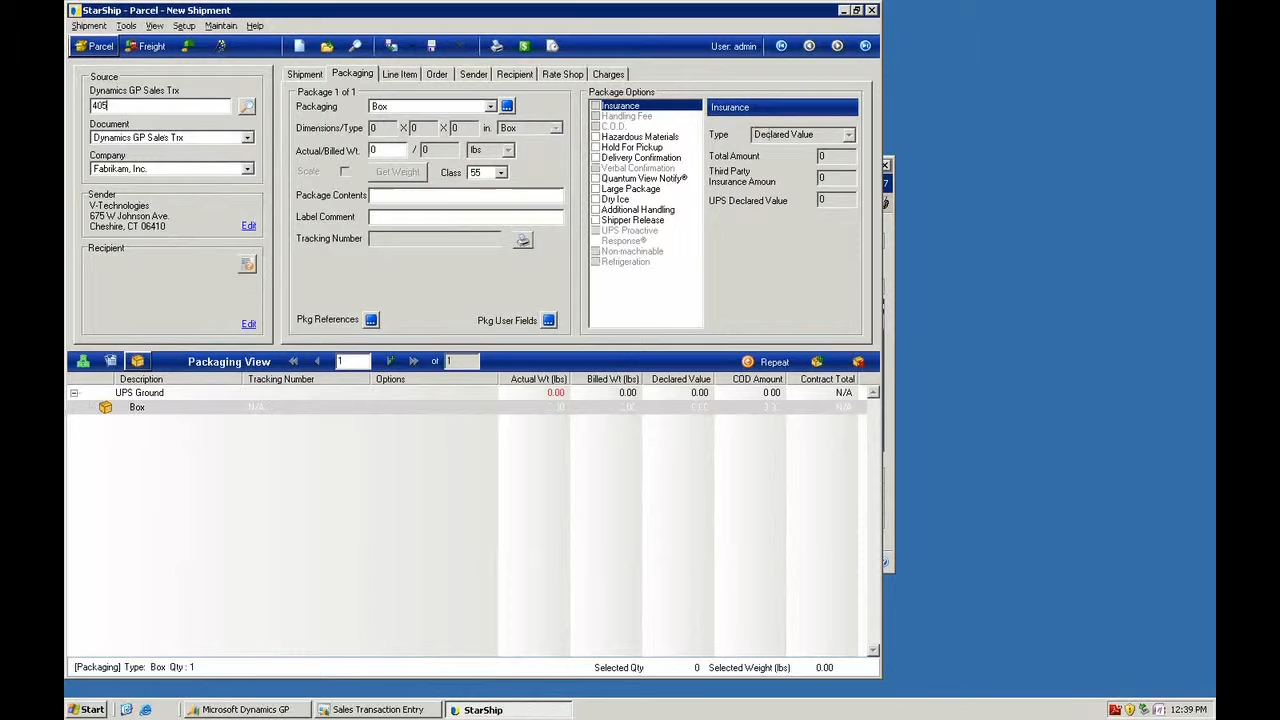 StarShip - Parcel - New Shipment
Shipment Tools View Setup Maintain Help
Parcel Freight User: admin
Source
Dynamics GP Sales Trx
405
Document
Dynamics GP Sales Trx
Company
Fabrikam, Inc.
Sender
V-Technologies
675 W Johnson Ave.
Cheshire, CT 06410
Edit
Recipient
Edit
Shipment Packaging Line Item Order Sender Recipient Rate Shop Charges
Package 1 of 1
Packaging Box
Dimensions/Type 0 X 0 X 0 in. Box
Actual/Billed Wt. 0 / 0 lbs
Scale Get Weight Class 55
Package Contents
Label Comment
Tracking Number
Pkg References Pkg User Fields
Package Options
Insurance
Handling Fee
C.O.D.
Hazardous Materials
Hold For Pickup
Delivery Confirmation
Verbal Confirmation
Quantum View Notify®
Large Package
Dry Ice
Additional Handling
Shipper Release
UPS Proactive
Response®
Non-machinable
Refrigeration
Insurance
Type Declared Value
Total Amount 0
Third Party
Insurance Amoun 0
UPS Declared Value 0
Packaging View 1 of 1 Repeat
Description Tracking Number Options Actual Wt (lbs) Billed Wt (lbs) Declared Value COD Amount Contract Total
UPS Ground 0.00 0.00 0.00 0.00 N/A
Box N/A N/A
[Packaging] Type: Box Qty : 1 Selected Qty 0 Selected Weight (lbs) 0.00
Start Microsoft Dynamics GP Sales Transaction Entry StarShip 12:39 PM